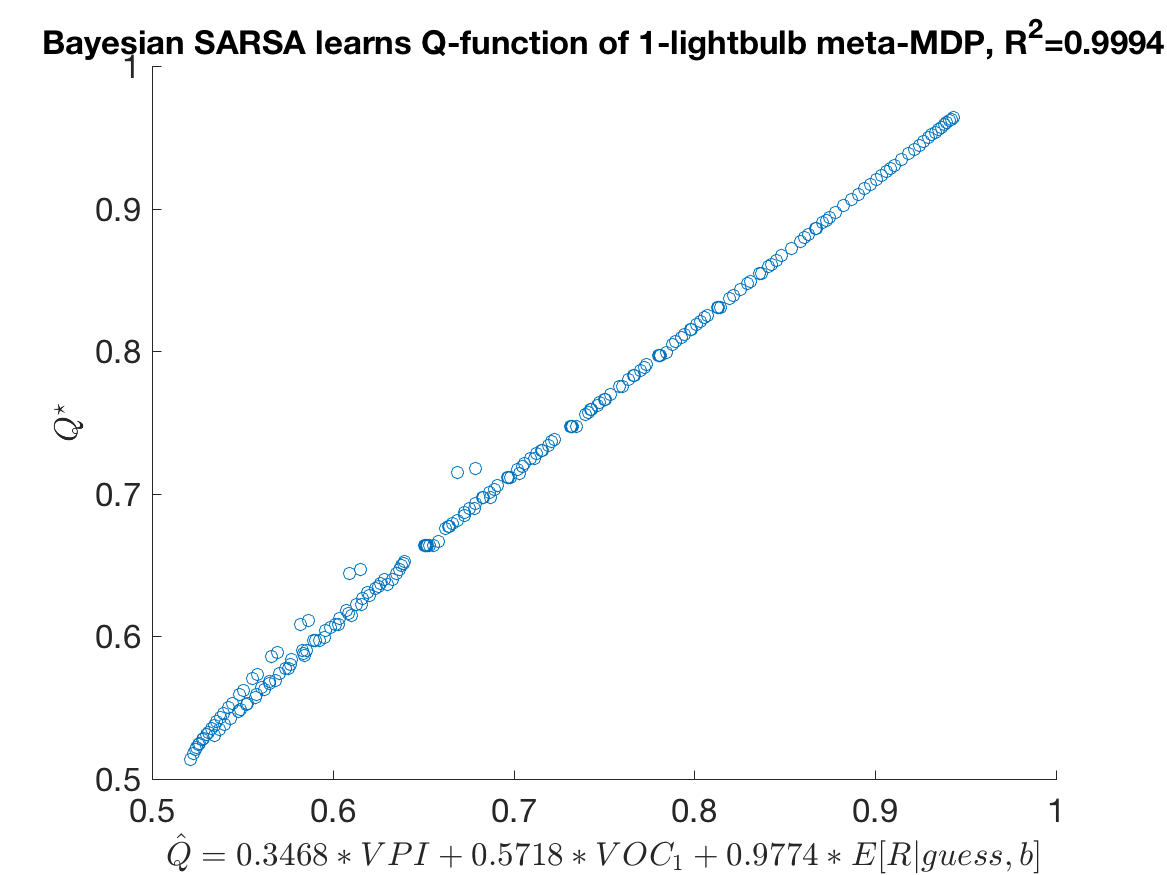 Bayesian SARSA learns Q-function of 1-lightbulb meta-MDP, R²=0.9994
1
0.9
0.8
0.7
0.6
0.5
Q⋆
0.5 0.6 0.7 0.8 0.9 1
Q̂ = 0.3468 ∗ VPI + 0.5718 ∗ VOC₁ + 0.9774 ∗ E[R|guess, b]